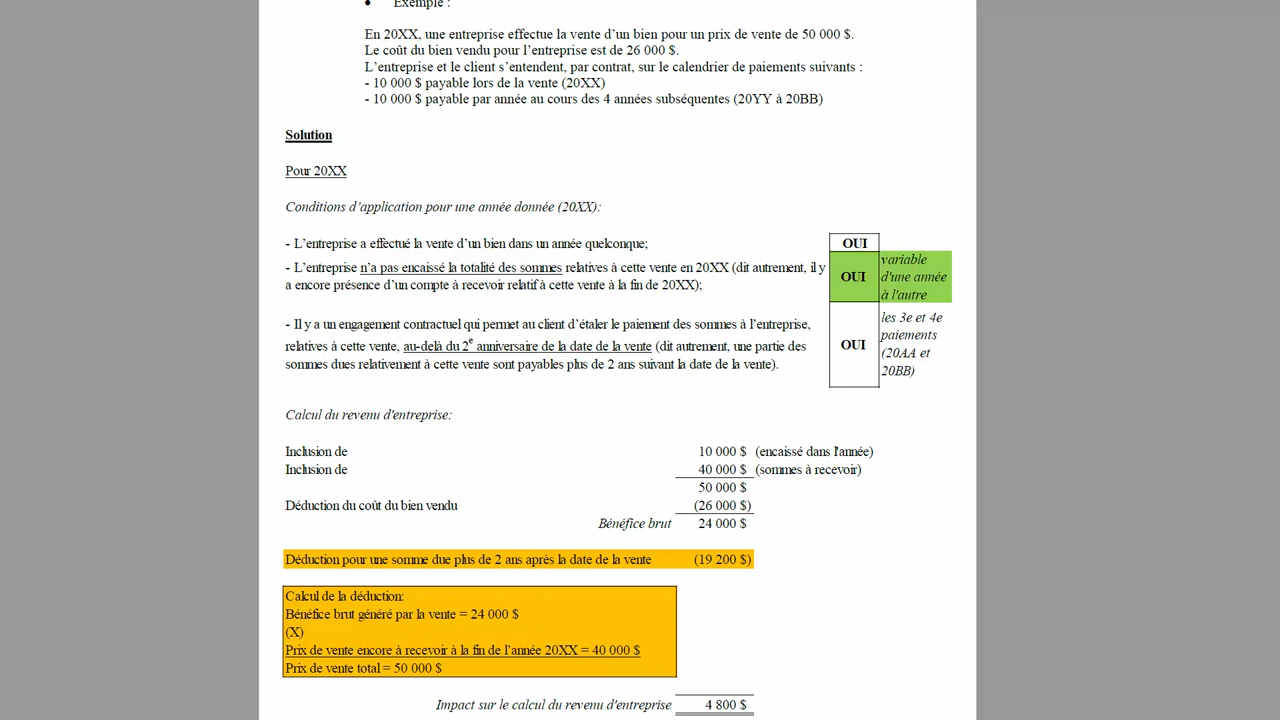 • Exemple :
En 20XX, une entreprise effectue la vente d'un bien pour un prix de vente de 50 000 $.
Le coût du bien vendu pour l'entreprise est de 26 000 $.
L'entreprise et le client s'entendent, par contrat, sur le calendrier de paiements suivants :
- 10 000 $ payable lors de la vente (20XX)
- 10 000 $ payable par année au cours des 4 années subséquentes (20YY à 20BB)
Solution
Pour 20XX
Conditions d'application pour une année donnée (20XX):
- L'entreprise a effectué la vente d'un bien dans un année quelconque; OUI
- L'entreprise n'a pas encaissé la totalité des sommes relatives à cette vente en 20XX (dit autrement, il y
a encore présence d'un compte à recevoir relatif à cette vente à la fin de 20XX);
OUI
variable
d'une année
à l'autre
- Il y a un engagement contractuel qui permet au client d'étaler le paiement des sommes à l'entreprise,
relatives à cette vente, au-delà du 2e anniversaire de la date de la vente (dit autrement, une partie des
sommes dues relativement à cette vente sont payables plus de 2 ans suivant la date de la vente).
OUI
les 3e et 4e
paiements
(20AA et
20BB)
Calcul du revenu d'entreprise:
Inclusion de 10 000 $ (encaissé dans l'année)
Inclusion de 40 000 $ (sommes à recevoir)
50 000 $
Déduction du coût du bien vendu (26 000 $)
Bénéfice brut 24 000 $
Déduction pour une somme due plus de 2 ans après la date de la vente (19 200 $)
Calcul de la déduction:
Bénéfice brut généré par la vente = 24 000 $
(X)
Prix de vente encore à recevoir à la fin de l'année 20XX = 40 000 $
Prix de vente total = 50 000 $
Impact sur le calcul du revenu d'entreprise 4 800 $